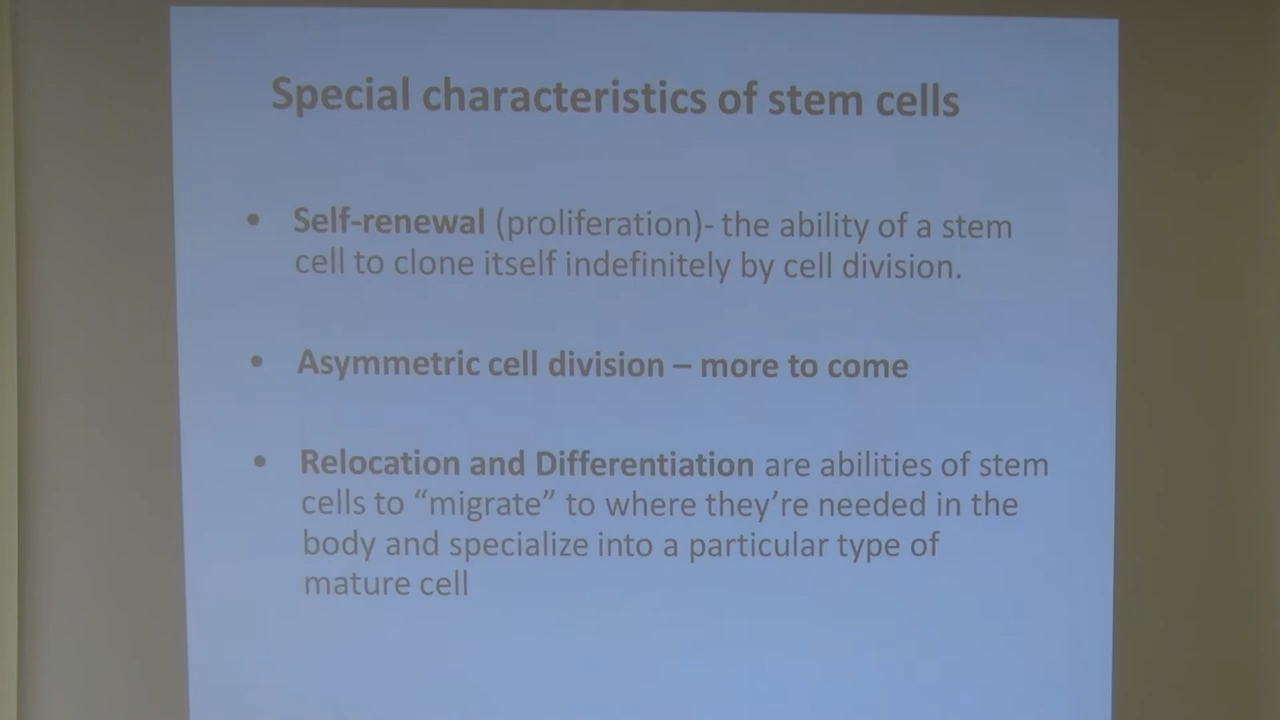 Special characteristics of stem cells
• Self-renewal (proliferation)- the ability of a stem
cell to clone itself indefinitely by cell division.
• Asymmetric cell division – more to come
• Relocation and Differentiation are abilities of stem
cells to “migrate” to where they’re needed in the
body and specialize into a particular type of
mature cell